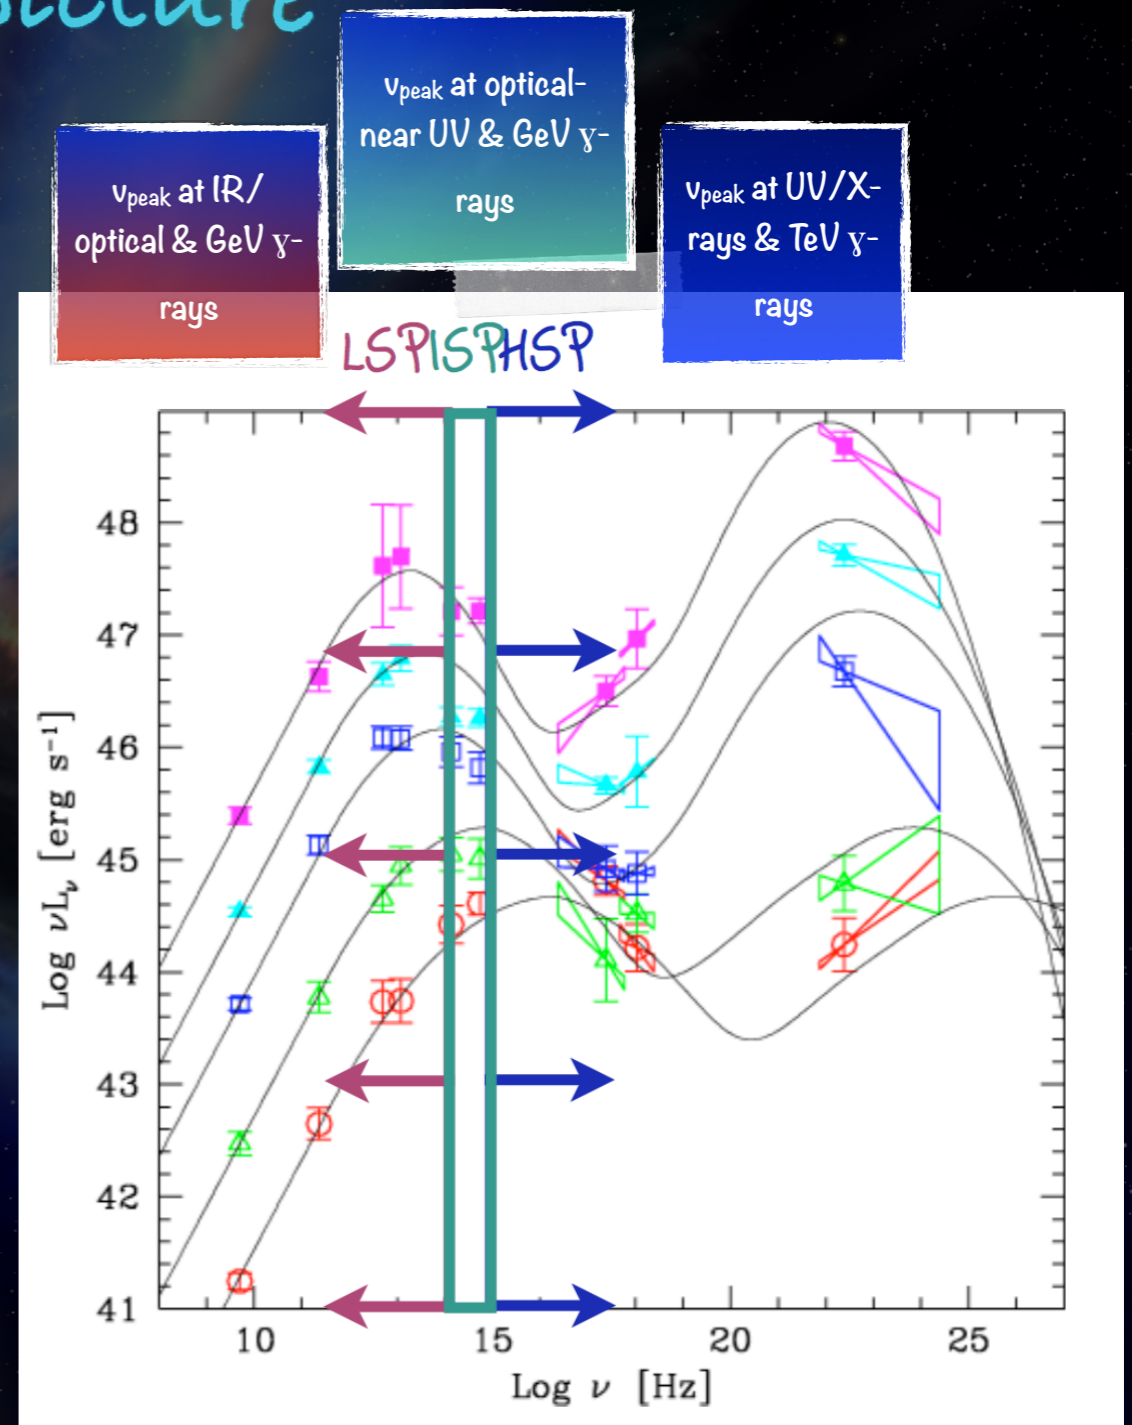 νpeak at optical-
near UV & GeV γ-
rays
νpeak at IR/
optical & GeV γ-
rays
νpeak at UV/X-
rays & TeV γ-
rays
LSP ISP HSP
48
47
46
45
44
43
42
41
Log νLν [erg s⁻¹]
10 15 20 25
Log ν [Hz]